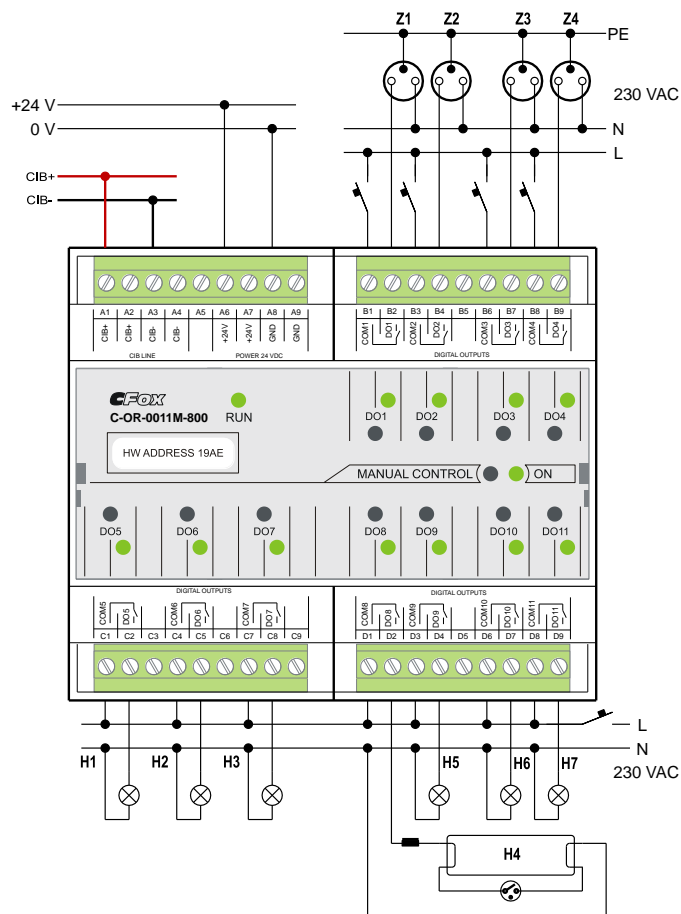 Z1 Z2 Z3 Z4
PE
230 VAC
+24 V
0 V
N
L
CIB+
CIB-
A1 A2 A3 A4 A5 A6 A7 A8 A9
CIB+ CIB+ CIB- CIB- +24V +24V GND GND
CIB LINE POWER 24 VDC
B1 B2 B3 B4 B5 B6 B7 B8 B9
COM1 DO1 COM2 DO2 COM3 DO3 COM4 DO4
DIGITAL OUTPUTS
CFOX
C-OR-0011M-800 RUN
HW ADDRESS 19AE
DO1 DO2 DO3 DO4
MANUAL CONTROL ON
DO5 DO6 DO7 DO8 DO9 DO10 DO11
DIGITAL OUTPUTS DIGITAL OUTPUTS
COM5 DO5 COM6 DO6 COM7 DO7 COM8 DO8 COM9 DO9 COM10 DO10 COM11 DO11
C1 C2 C3 C4 C5 C6 C7 C8 C9 D1 D2 D3 D4 D5 D6 D7 D8 D9
L
N
H1 H2 H3 H5 H6 H7
230 VAC
H4